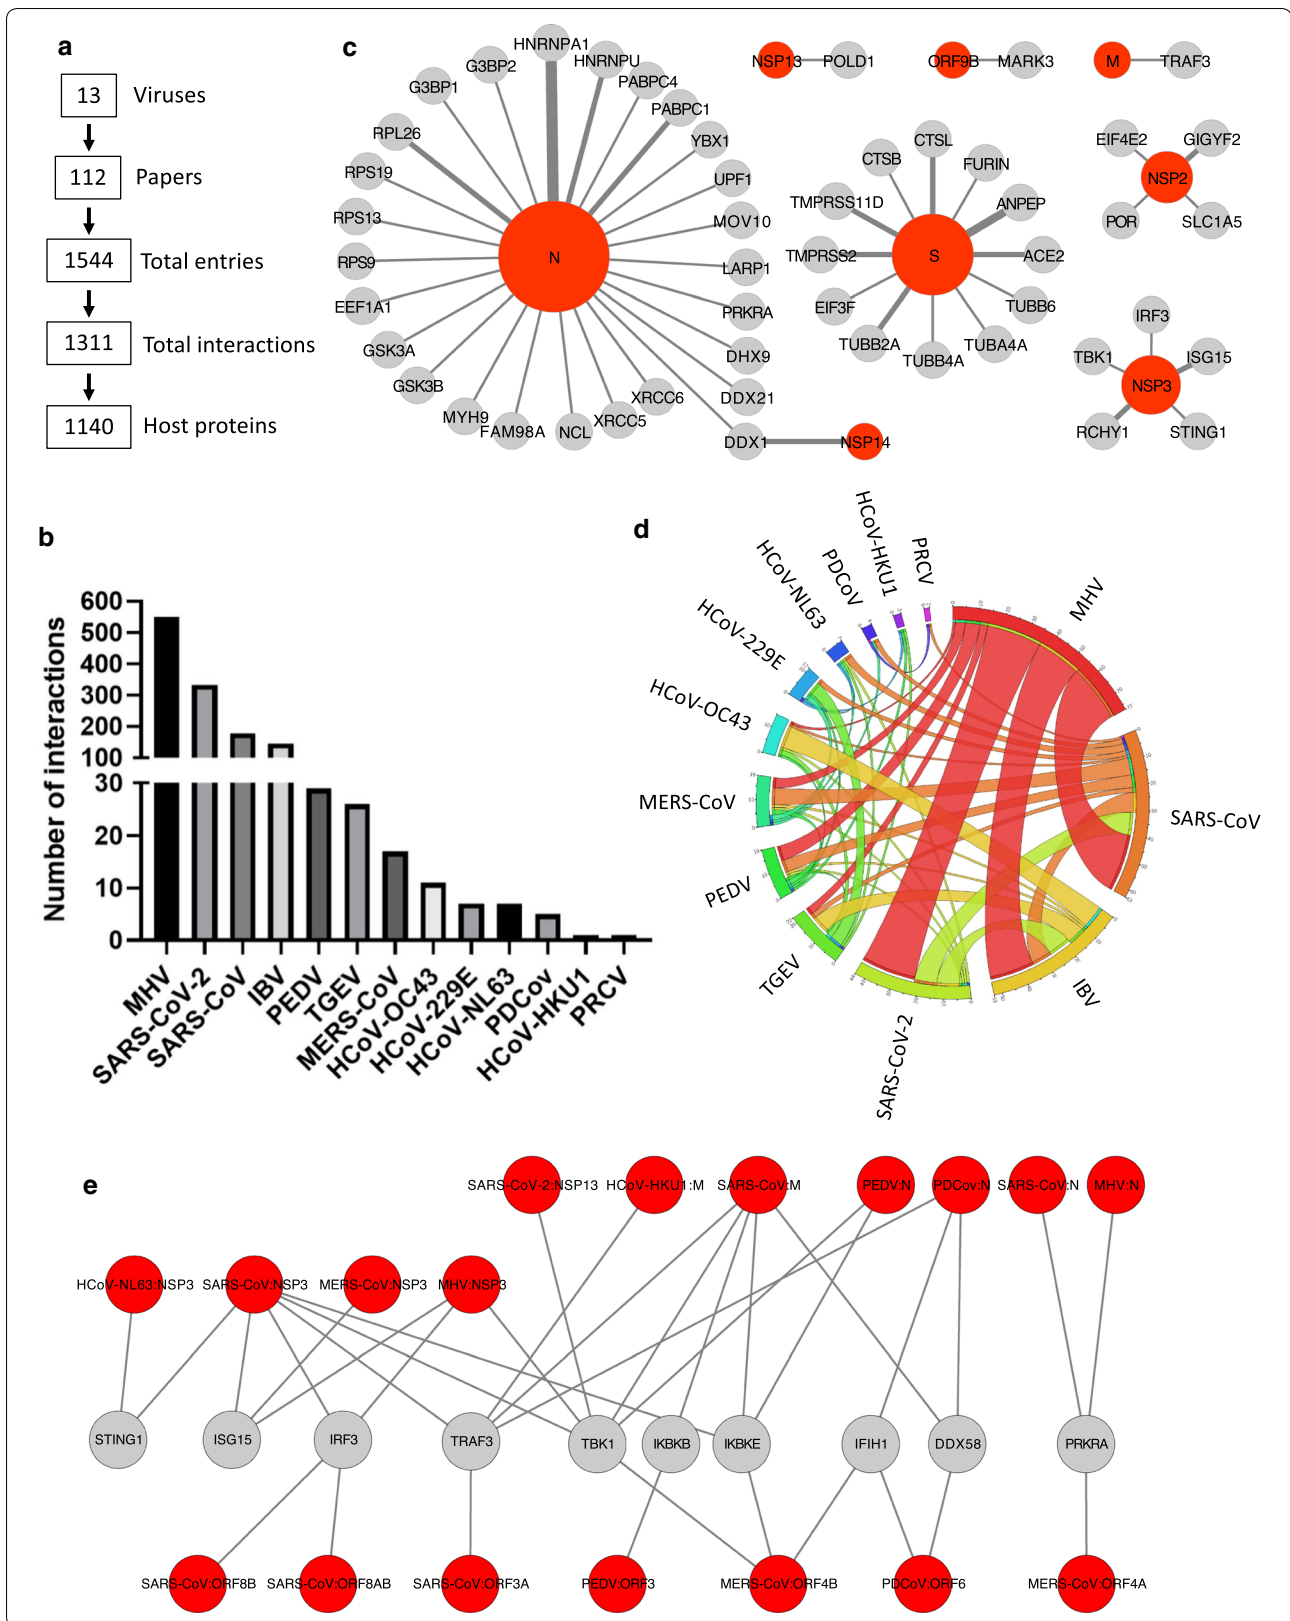 a
13 Viruses
112 Papers
1544 Total entries
1311 Total interactions
1140 Host proteins
c
HNRNPA1
HNRNPU
G3BP2
PABPC4
G3BP1
PABPC1
RPL26
YBX1
RPS19
UPF1
RPS13
MOV10
N
RPS9
LARP1
EEF1A1
PRKRA
GSK3A
DHX9
GSK3B
XRCC6
DDX21
MYH9
FAM98A
NCL
XRCC5
DDX1
NSP14
NSP13
POLD1
ORF9B
MARK3
M
TRAF3
CTSL
CTSB
FURIN
TMPRSS11D
ANPEP
TMPRSS2
S
ACE2
EIF3F
TUBB6
TUBB2A
TUBB4A
TUBA4A
EIF4E2
GIGYF2
NSP2
POR
SLC1A5
IRF3
TBK1
ISG15
NSP3
RCHY1
STING1
b
Number of interactions
600
500
400
300
200
100
30
20
10
0
MHV
SARS-CoV-2
SARS-CoV
IBV
PEDV
TGEV
MERS-CoV
HCoV-OC43
HCoV-229E
HCoV-NL63
PDCov
HCoV-HKU1
PRCV
d
MHV
SARS-CoV
IBV
SARS-CoV-2
TGEV
PEDV
MERS-CoV
HCoV-OC43
HCoV-229E
HCoV-NL63
PDCoV
HCoV-HKU1
PRCV
e
SARS-CoV-2:NSP13
HCoV-HKU1:M
SARS-CoV:M
PEDV:N
PDCov:N
SARS-CoV:N
MHV:N
HCoV-NL63:NSP3
SARS-CoV:NSP3
MERS-CoV:NSP3
MHV:NSP3
STING1
ISG15
IRF3
TRAF3
TBK1
IKBKB
IKBKE
IFIH1
DDX58
PRKRA
SARS-CoV:ORF8B
SARS-CoV:ORF8AB
SARS-CoV:ORF3A
PEDV:ORF3
MERS-CoV:ORF4B
PDCoV:ORF6
MERS-CoV:ORF4A